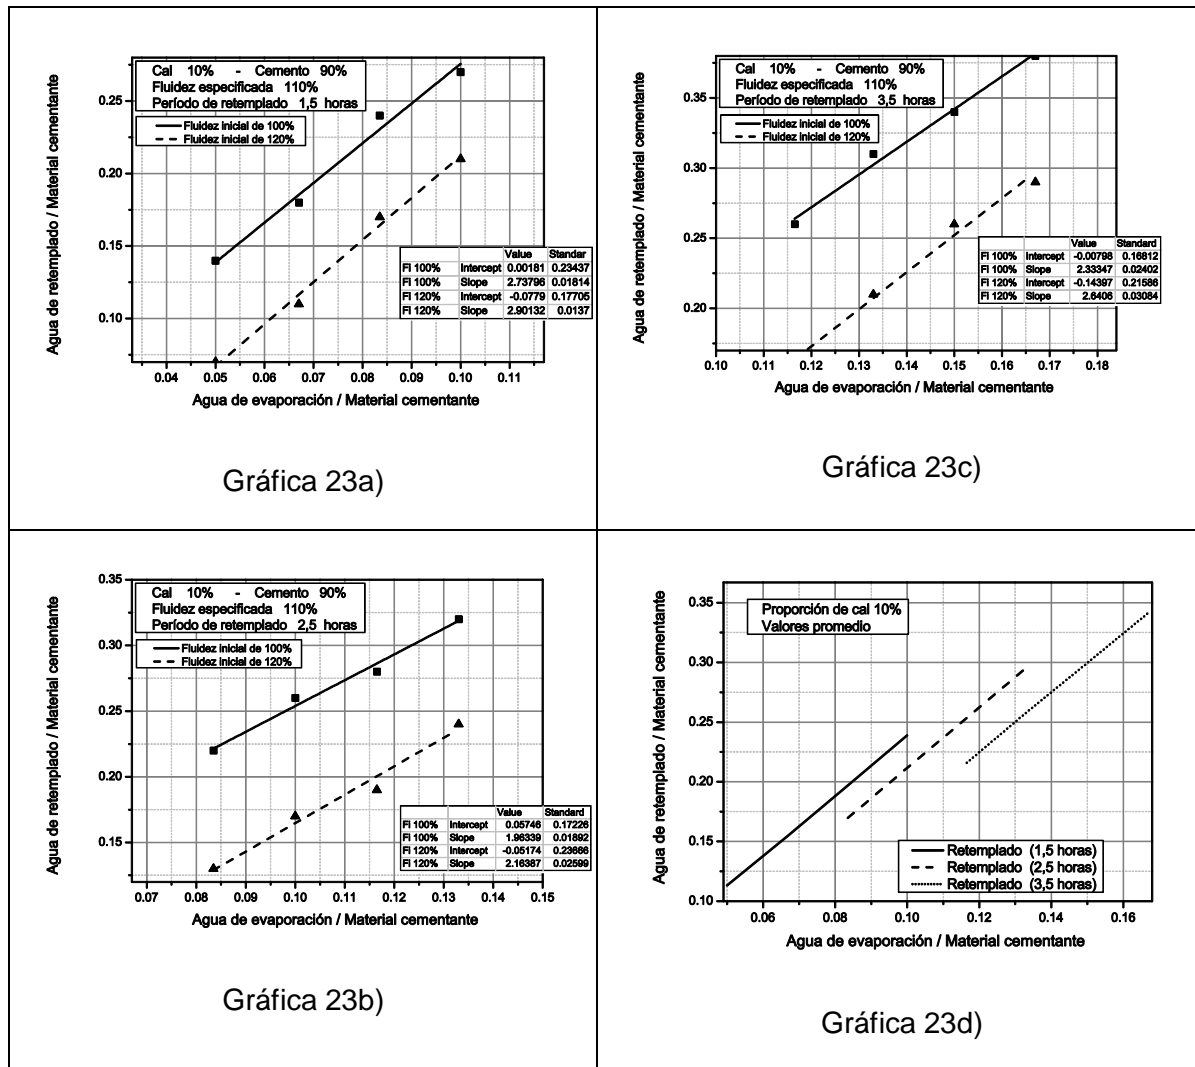 Cal 10% - Cemento 90%
Fluidez especificada 110%
Período de retemplado 1,5 horas
Fluidez inicial de 100%
Fluidez inicial de 120%
Agua de retemplado / Material cementante
0.25
0.20
0.15
0.10
Value Standar
FI 100% Intercept 0.00181 0.23437
FI 100% Slope 2.73796 0.01814
FI 120% Intercept -0.0779 0.17705
FI 120% Slope 2.90132 0.0137
0.04 0.05 0.06 0.07 0.08 0.09 0.10 0.11
Agua de evaporación / Material cementante
Gráfica 23a)
Cal 10% - Cemento 90%
Fluidez especificada 110%
Período de retemplado 3,5 horas
Fluidez inicial de 100%
Fluidez inicial de 120%
Agua de retemplado / Material cementante
0.35
0.30
0.25
0.20
Value Standard
FI 100% Intercept -0.00798 0.16812
FI 100% Slope 2.33347 0.02402
FI 120% Intercept -0.14397 0.21586
FI 120% Slope 2.6406 0.03084
0.10 0.11 0.12 0.13 0.14 0.15 0.16 0.17 0.18
Agua de evaporación / Material cementante
Gráfica 23c)
Cal 10% - Cemento 90%
Fluidez especificada 110%
Período de retemplado 2,5 horas
Fluidez inicial de 100%
Fluidez inicial de 120%
Agua de retemplado / Material cementante
0.35
0.30
0.25
0.20
0.15
Value Standard
FI 100% Intercept 0.05746 0.17226
FI 100% Slope 1.96339 0.01892
FI 120% Intercept -0.05174 0.23666
FI 120% Slope 2.16387 0.02599
0.07 0.08 0.09 0.10 0.11 0.12 0.13 0.14 0.15
Agua de evaporación / Material cementante
Gráfica 23b)
Proporción de cal 10%
Valores promedio
Agua de retemplado / Material cementante
0.35
0.30
0.25
0.20
0.15
0.10
Retemplado (1,5 horas)
Retemplado (2,5 horas)
Retemplado (3,5 horas)
0.06 0.08 0.10 0.12 0.14 0.16
Agua de evaporación / Material cementante
Gráfica 23d)